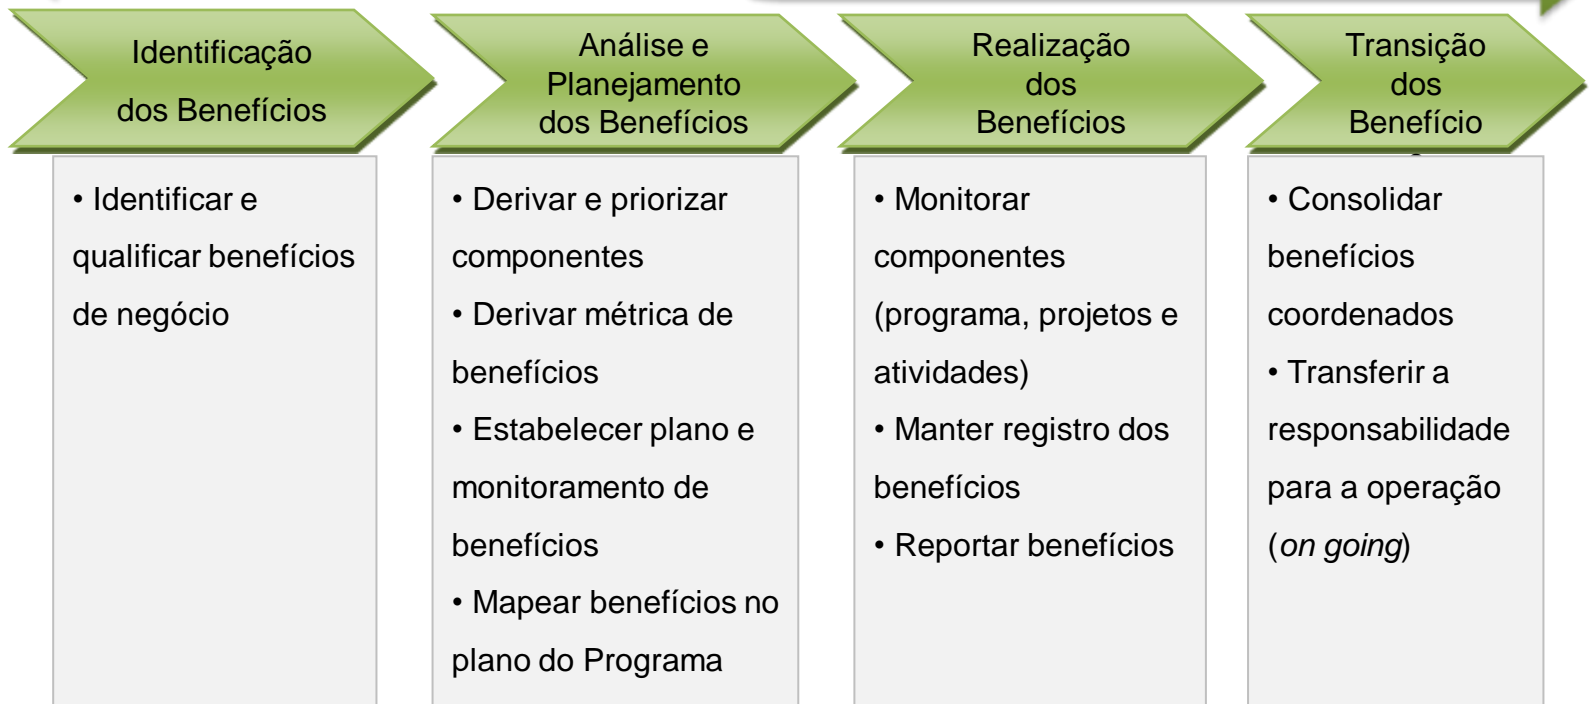 Identificação
dos Benefícios
Análise e
Planejamento
dos Benefícios
Realização
dos
Benefícios
Transição
dos
Benefício
• Identificar e
qualificar benefícios
de negócio
• Derivar e priorizar
componentes
• Derivar métrica de
benefícios
• Estabelecer plano e
monitoramento de
benefícios
• Mapear benefícios no
plano do Programa
• Monitorar
componentes
(programa, projetos e
atividades)
• Manter registro dos
benefícios
• Reportar benefícios
• Consolidar
benefícios
coordenados
• Transferir a
responsabilidade
para a operação
(on going)